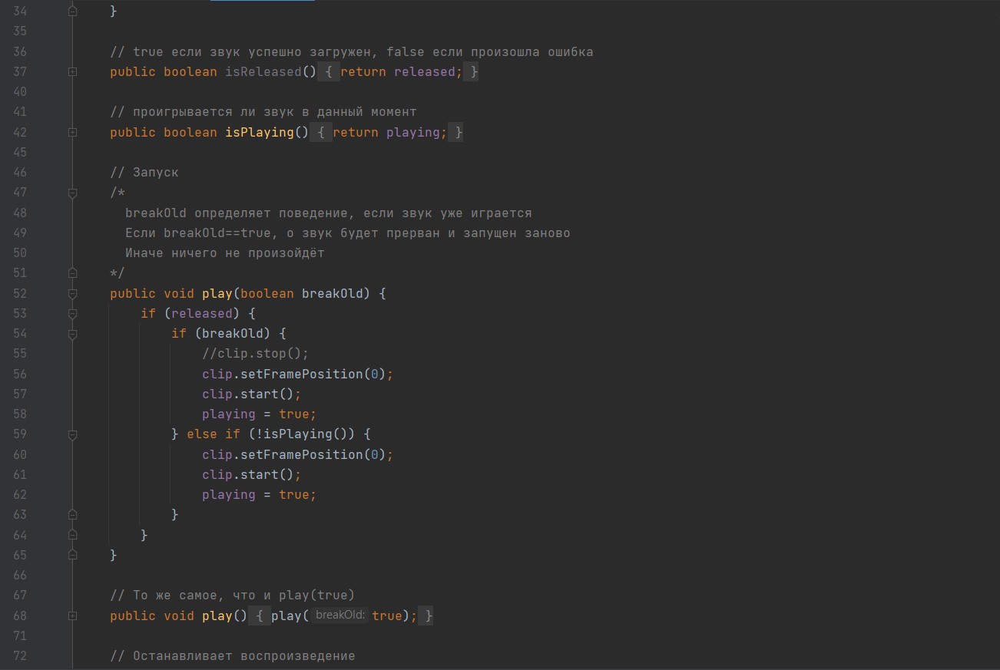 34 }
35
36 // true если звук успешно загружен, false если произошла ошибка
37 public boolean isReleased() { return released; }
40
41 // проигрывается ли звук в данный момент
42 public boolean isPlaying() { return playing; }
45
46 // Запуск
47 /*
48 breakOld определяет поведение, если звук уже играется
49 Если breakOld==true, о звук будет прерван и запущен заново
50 Иначе ничего не произойдёт
51 */
52 public void play(boolean breakOld) {
53 if (released) {
54 if (breakOld) {
55 //clip.stop();
56 clip.setFramePosition(0);
57 clip.start();
58 playing = true;
59 } else if (!isPlaying()) {
60 clip.setFramePosition(0);
61 clip.start();
62 playing = true;
63 }
64 }
65 }
66
67 // То же самое, что и play(true)
68 public void play() { play( breakOld: true); }
71
72 // Останавливает воспроизведение